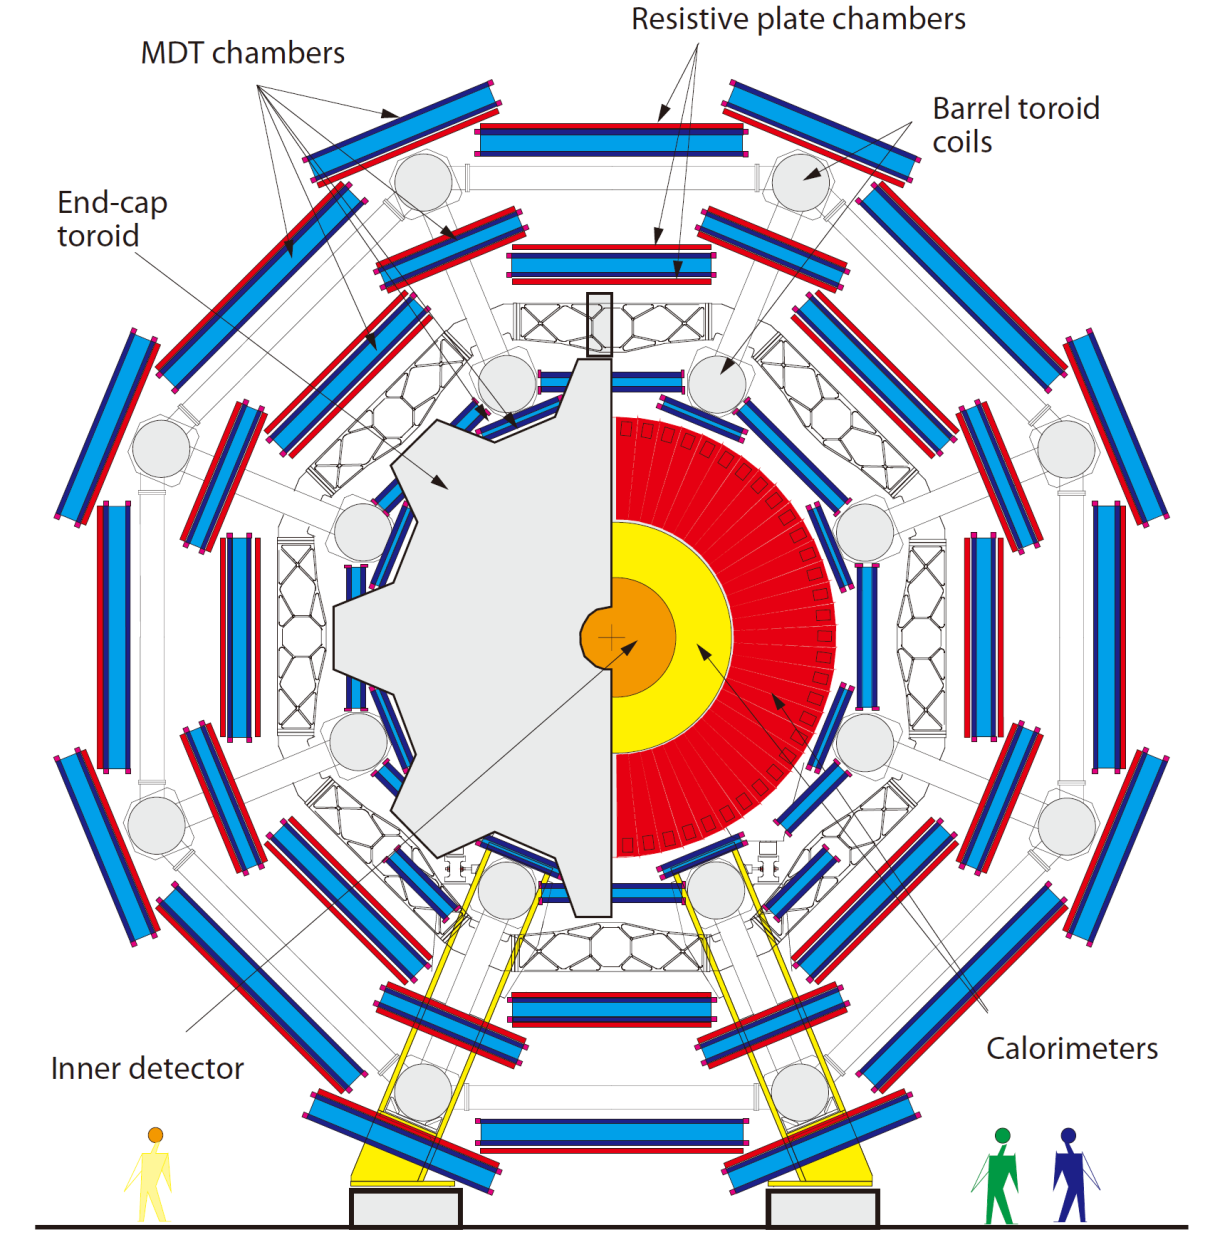 Resistive plate chambers
MDT chambers
Barrel toroid
coils
End-cap
toroid
Inner detector
Calorimeters